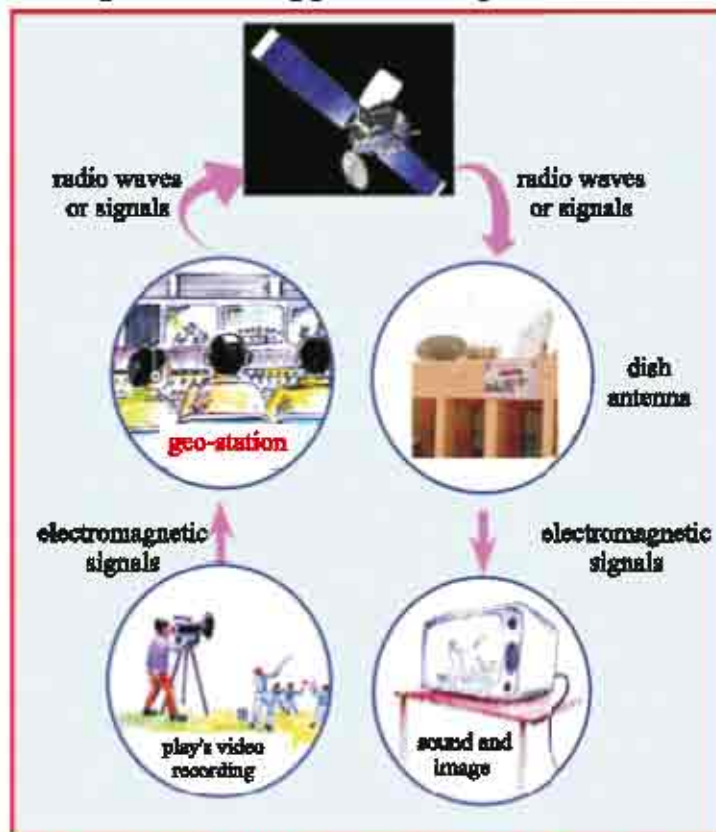 radio waves
or signals
radio waves
or signals
geo-station
dish
antenna
electromagnetic
signals
electromagnetic
signals
play's video
recording
sound and
image